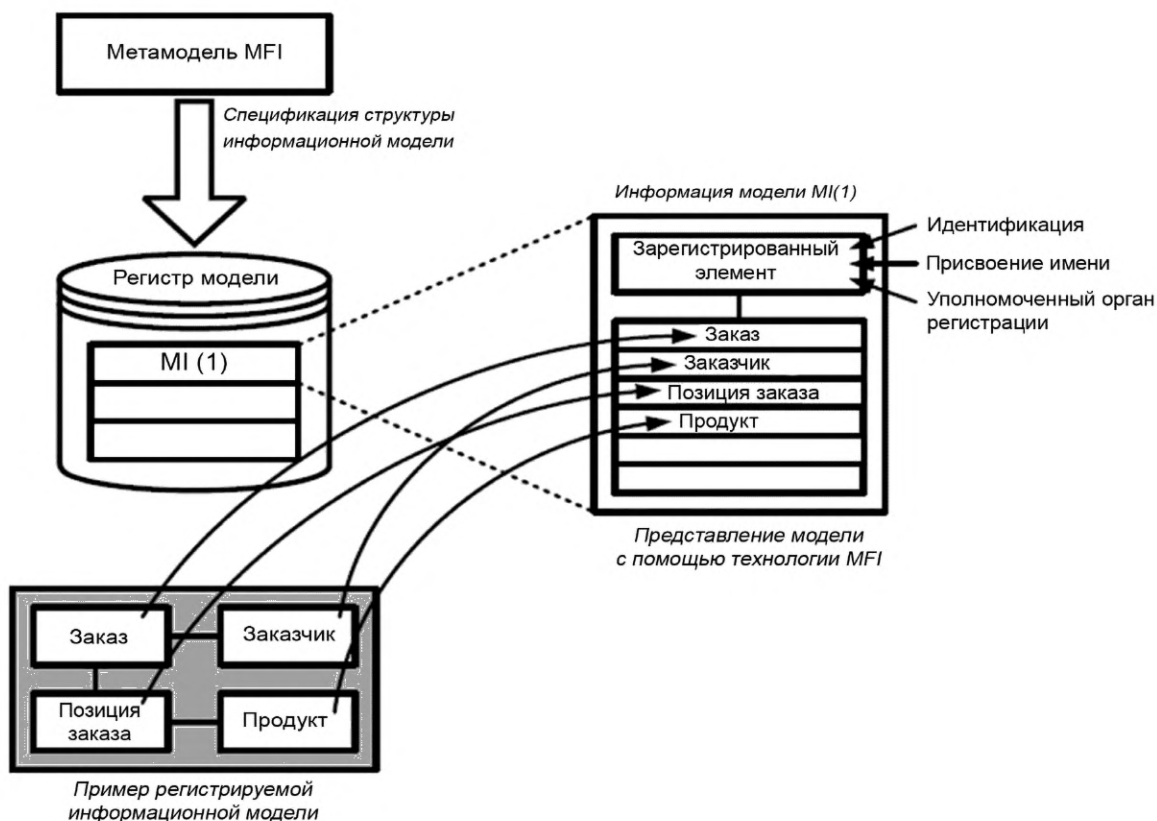 Метамодель MFI
Спецификация структуры
информационной модели
Информация модели MI(1)
Зарегистрированный
элемент
Идентификация
Присвоение имени
Уполномоченный орган
регистрации
Регистр модели
MI (1)
Заказ
Заказчик
Позиция заказа
Продукт
Представление модели
с помощью технологии MFI
Заказ
Заказчик
Позиция
заказа
Продукт
Пример регистрируемой
информационной модели